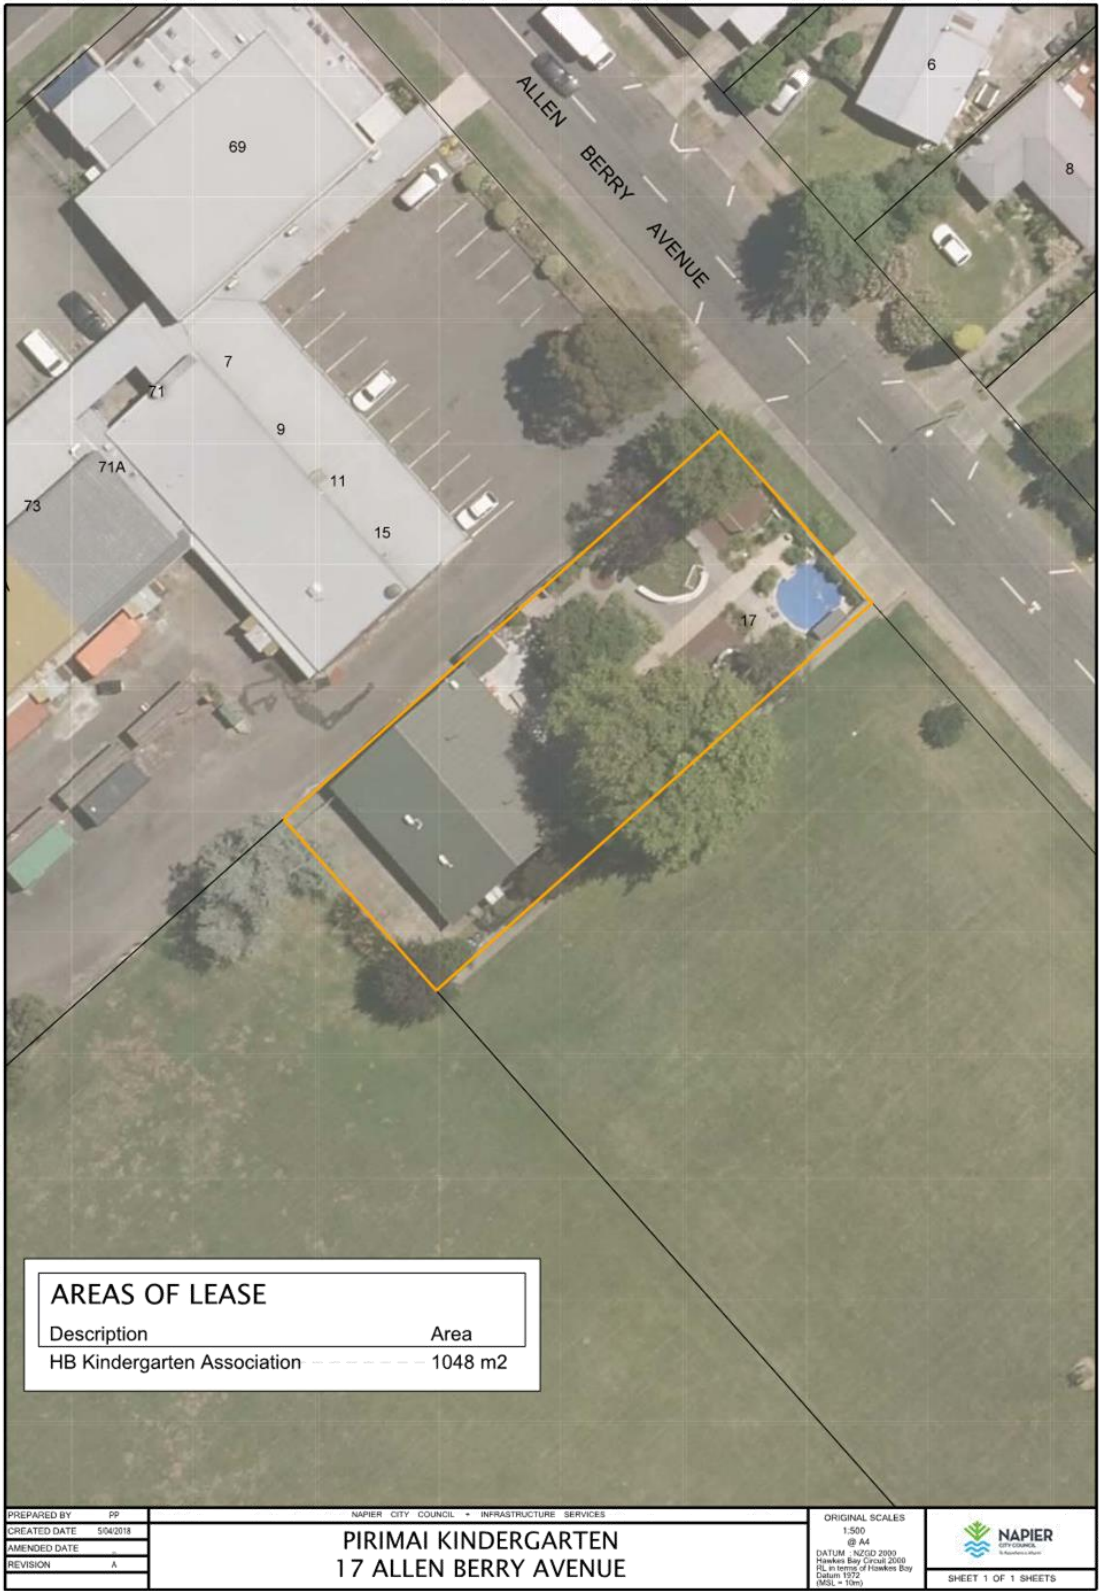 6
69
ALLEN BERRY AVENUE
8
7
71
9
71A
11
73
15
17
AREAS OF LEASE
Description Area
HB Kindergarten Association 1048 m2
PREPARED BY PP
CREATED DATE 5/04/2018
AMENDED DATE
REVISION A
NAPIER CITY COUNCIL - INFRASTRUCTURE SERVICES
PIRIMAI KINDERGARTEN
17 ALLEN BERRY AVENUE
ORIGINAL SCALES
1:500
@ A4
DATUM : NZGD 2000
Hawkes Bay Circuit 2000
RL in terms of Hawkes Bay
Datum 1972
(MSL = 10m)
NAPIER
CITY COUNCIL
SHEET 1 OF 1 SHEETS